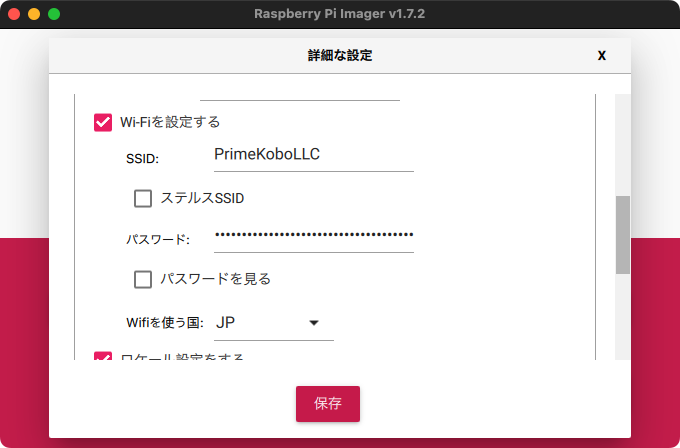 Raspberry Pi Imager v1.7.2
詳細な設定 X
Wi-Fiを設定する
SSID: PrimeKoboLLC
ステルスSSID
パスワード: •••••••••••••••••••••••••••••••••••••
パスワードを見る
Wifiを使う国: JP
ロケール設定をする
保存